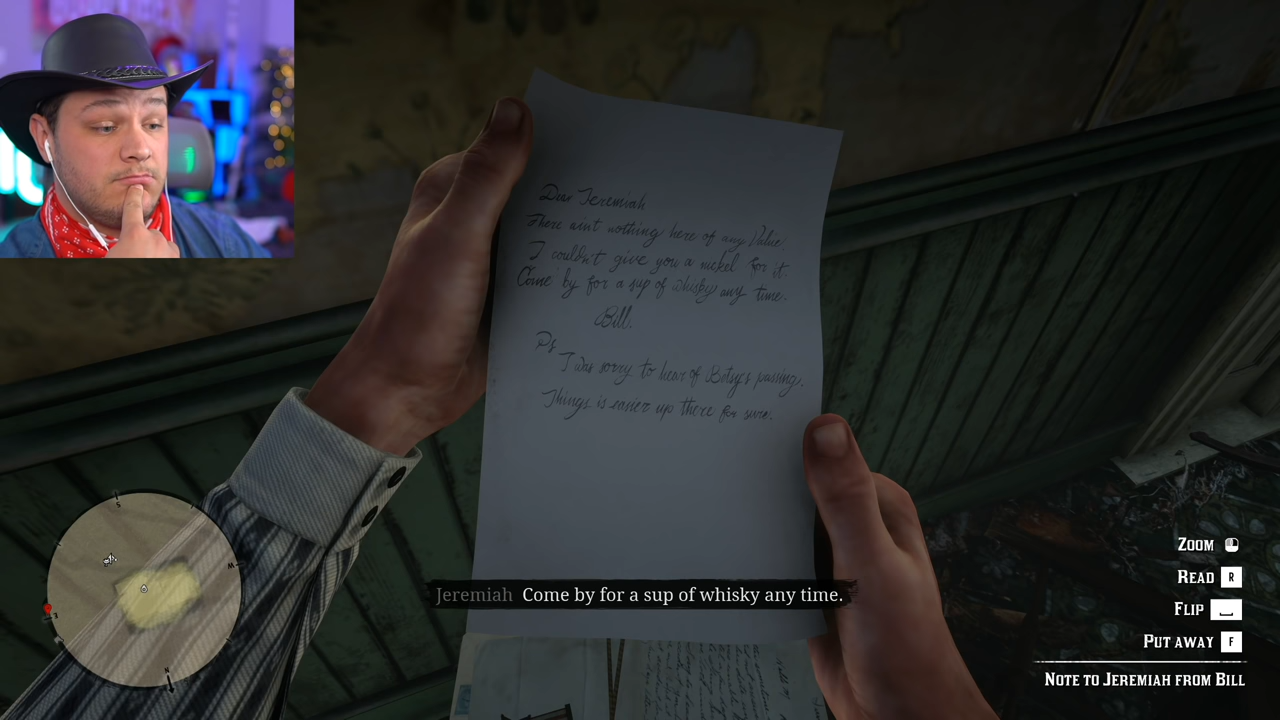 Dear Jeremiah
There aint nothing here of any Value
I couldn't give you a nickel for it.
Come by for a sup of whisky any time.
Bill.
Ps
I was sorry to hear of Betsy's passing.
Things is easier up there for sure.
Jeremiah Come by for a sup of whisky any time.
S
W
E
N
ZOOM
READ R
FLIP
PUT AWAY F
NOTE TO JEREMIAH FROM BILL